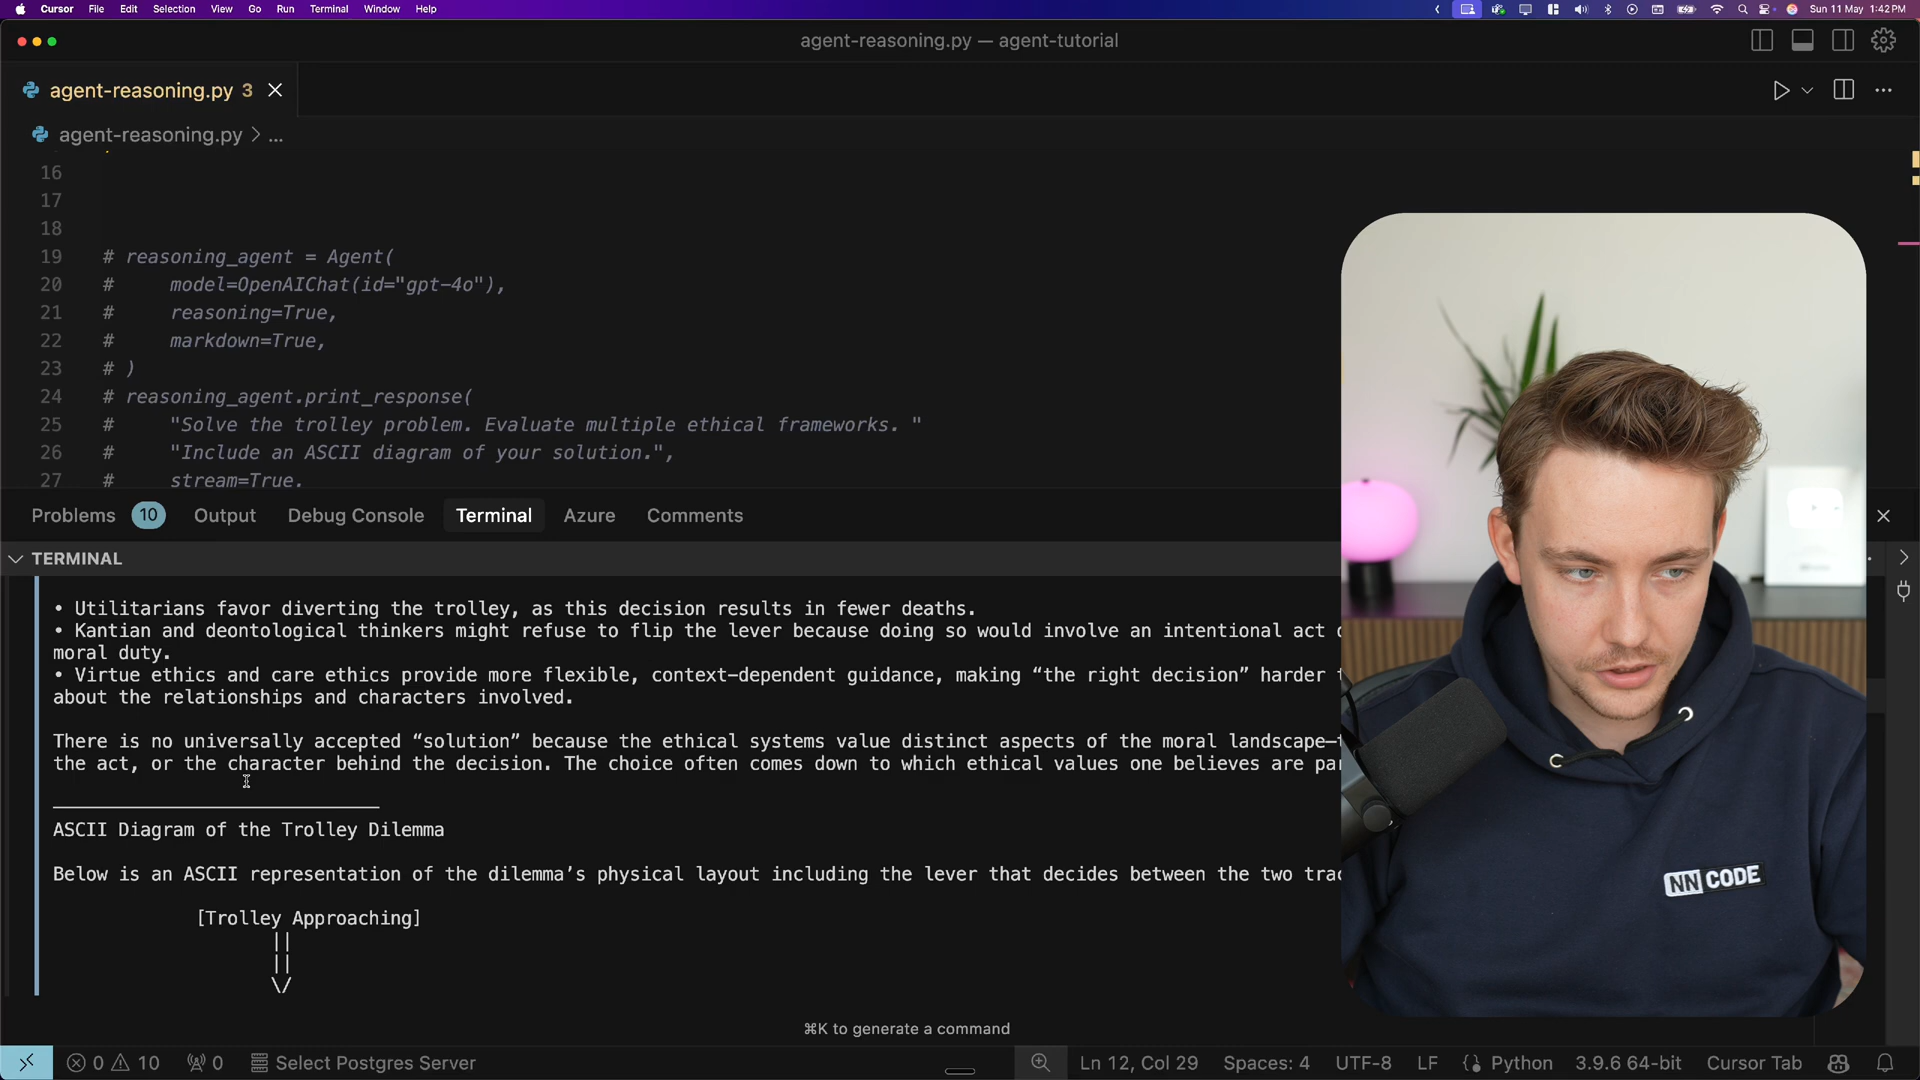 Cursor File Edit Selection View Go Run Terminal Window Help
Sun 11 May 1:42 PM
agent-reasoning.py — agent-tutorial
agent-reasoning.py 3
agent-reasoning.py > ...
16
17
18
19 # reasoning_agent = Agent(
20 # model=OpenAIChat(id="gpt-4o"),
21 # reasoning=True,
22 # markdown=True,
23 # )
24 # reasoning_agent.print_response(
25 # "Solve the trolley problem. Evaluate multiple ethical frameworks. "
26 # "Include an ASCII diagram of your solution.",
27 # stream=True.
Problems 10 Output Debug Console Terminal Azure Comments
TERMINAL
• Utilitarians favor diverting the trolley, as this decision results in fewer deaths.
• Kantian and deontological thinkers might refuse to flip the lever because doing so would involve an intentional act
moral duty.
• Virtue ethics and care ethics provide more flexible, context-dependent guidance, making “the right decision” harder
about the relationships and characters involved.
There is no universally accepted “solution” because the ethical systems value distinct aspects of the moral landscape—
the act, or the character behind the decision. The choice often comes down to which ethical values one believes are
ASCII Diagram of the Trolley Dilemma
Below is an ASCII representation of the dilemma’s physical layout including the lever that decides between the two
[Trolley Approaching]
||
||
\/
NN CODE
⌘K to generate a command
0 10 0 Select Postgres Server Ln 12, Col 29 Spaces: 4 UTF-8 LF {} Python 3.9.6 64-bit Cursor Tab